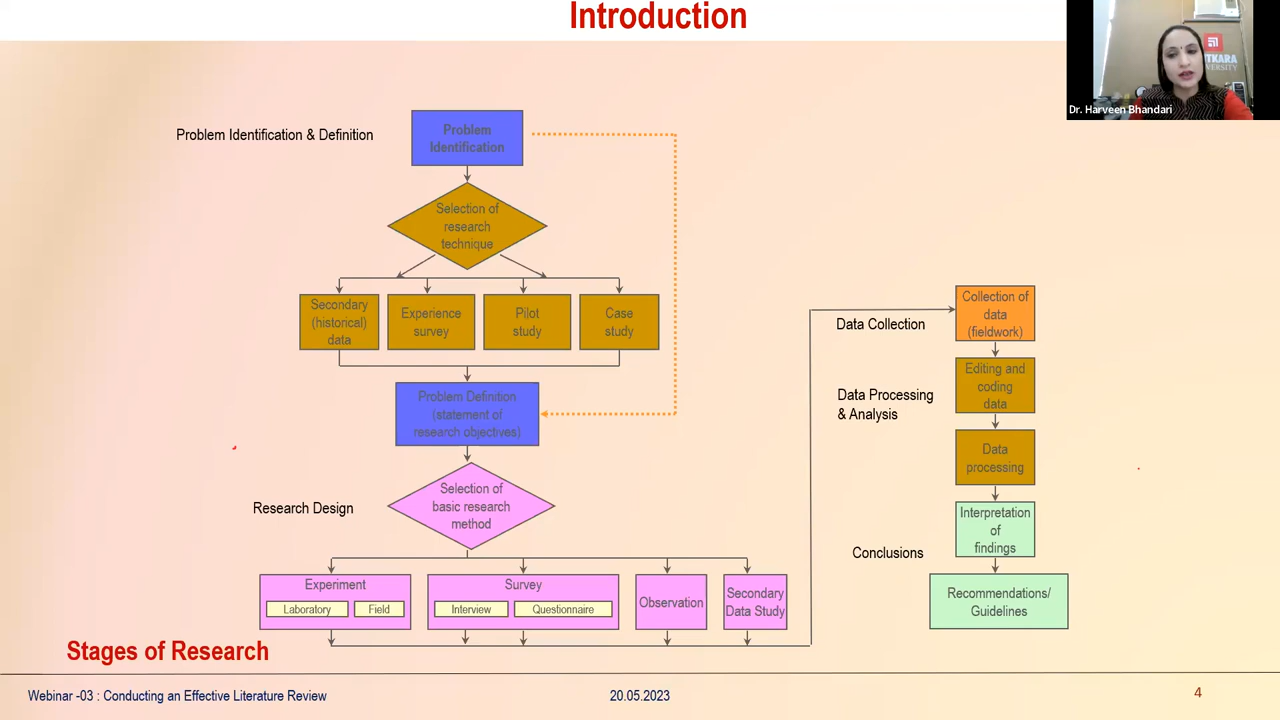 Introduction
Dr. Harveen Bhandari
Problem Identification & Definition
Problem
Identification
Selection of
research
technique
Secondary
(historical)
data
Experience
survey
Pilot
study
Case
study
Problem Definition
(statement of
research objectives)
Research Design
Selection of
basic research
method
Experiment
Laboratory
Field
Survey
Interview
Questionnaire
Observation
Secondary
Data Study
Data Collection
Collection of
data
(fieldwork)
Data Processing
& Analysis
Editing and
coding
data
Data
processing
Conclusions
Interpretation
of
findings
Recommendations/
Guidelines
Stages of Research
Webinar -03 : Conducting an Effective Literature Review
20.05.2023
4